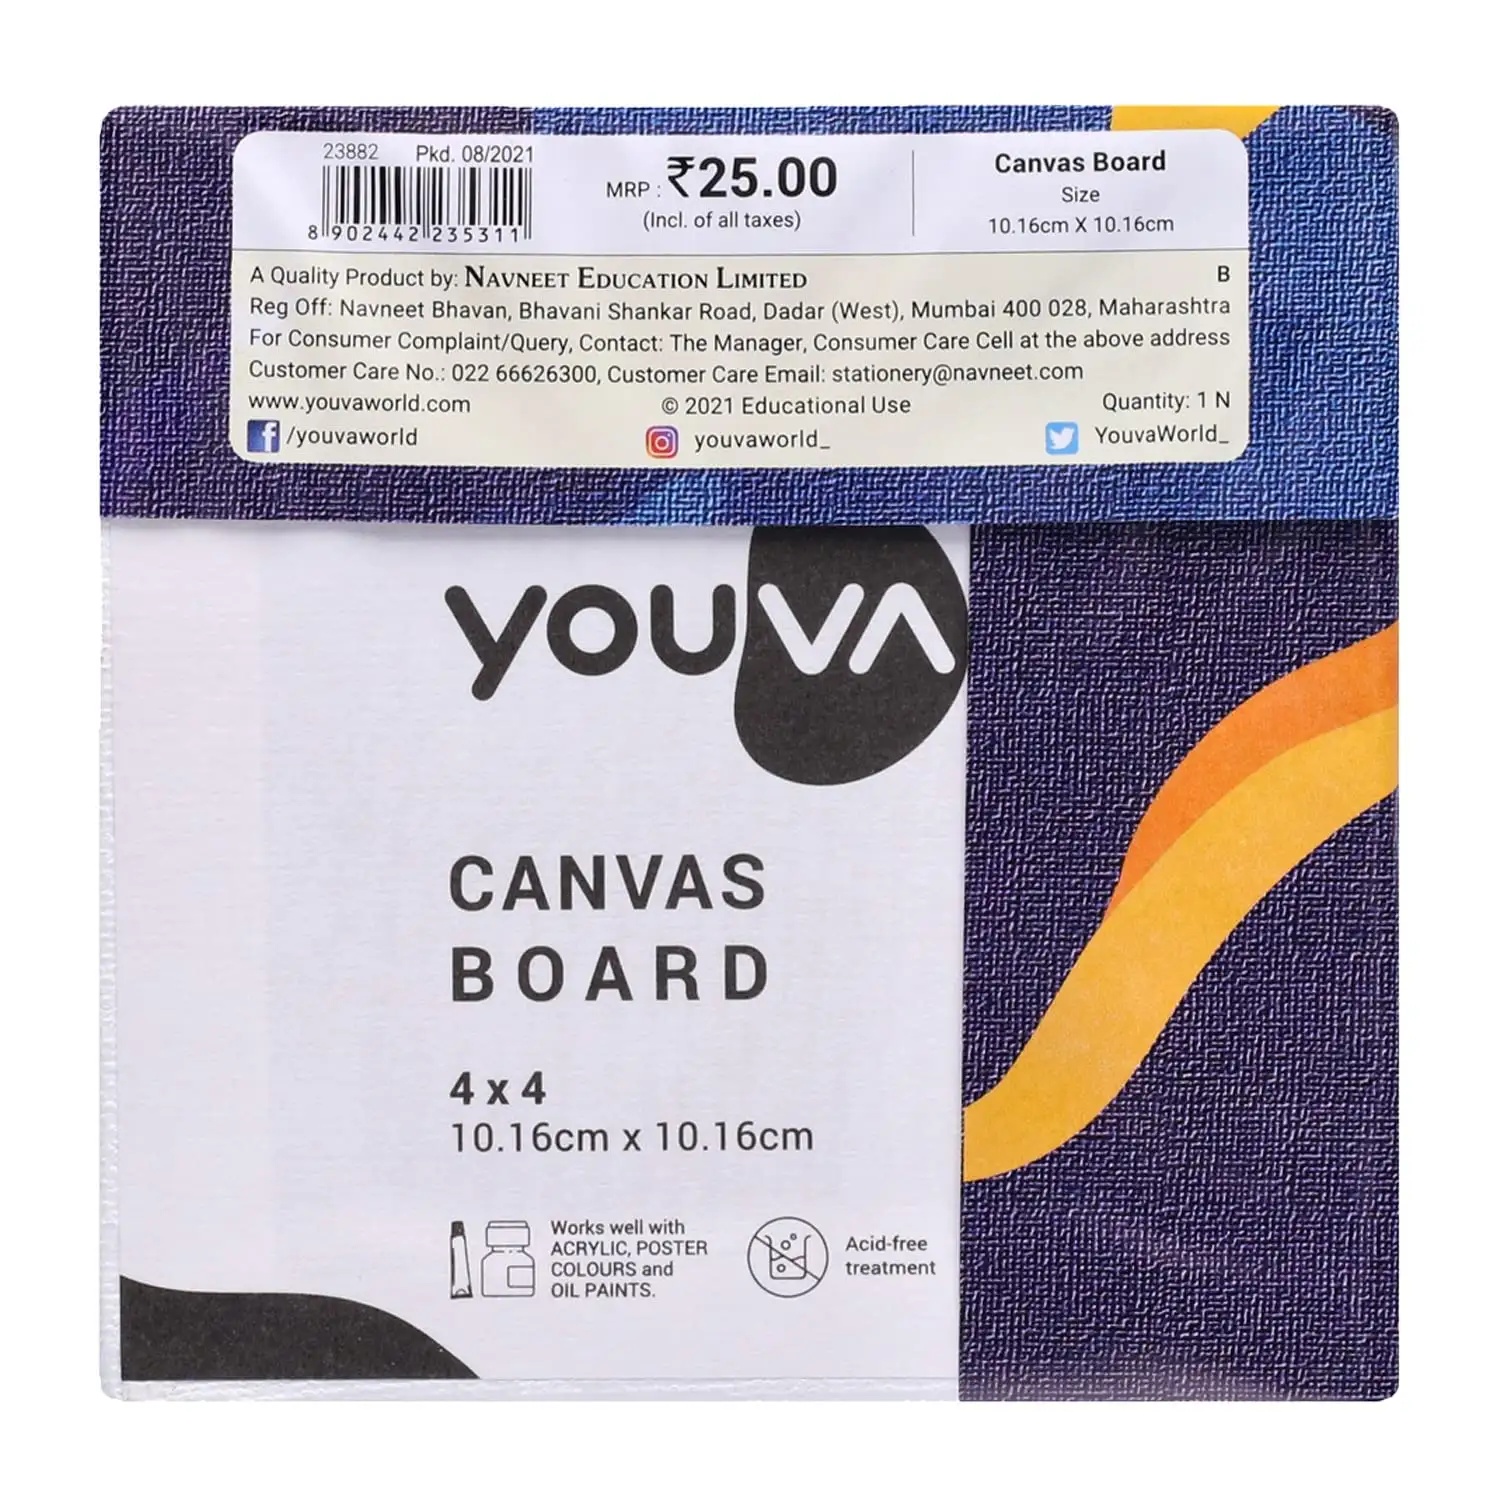 23882 Pkd. 08/2021
8 902442 235311
MRP : ₹25.00
(Incl. of all taxes)
Canvas Board
Size
10.16cm X 10.16cm
A Quality Product by: NAVNEET EDUCATION LIMITED B
Reg Off: Navneet Bhavan, Bhavani Shankar Road, Dadar (West), Mumbai 400 028, Maharashtra
For Consumer Complaint/Query, Contact: The Manager, Consumer Care Cell at the above address
Customer Care No.: 022 66626300, Customer Care Email: stationery@navneet.com
www.youvaworld.com © 2021 Educational Use Quantity: 1 N
/youvaworld youvaworld_ YouvaWorld_
YOUVA
CANVAS
BOARD
4 x 4
10.16cm x 10.16cm
Works well with
ACRYLIC, POSTER
COLOURS and
OIL PAINTS.
Acid-free
treatment